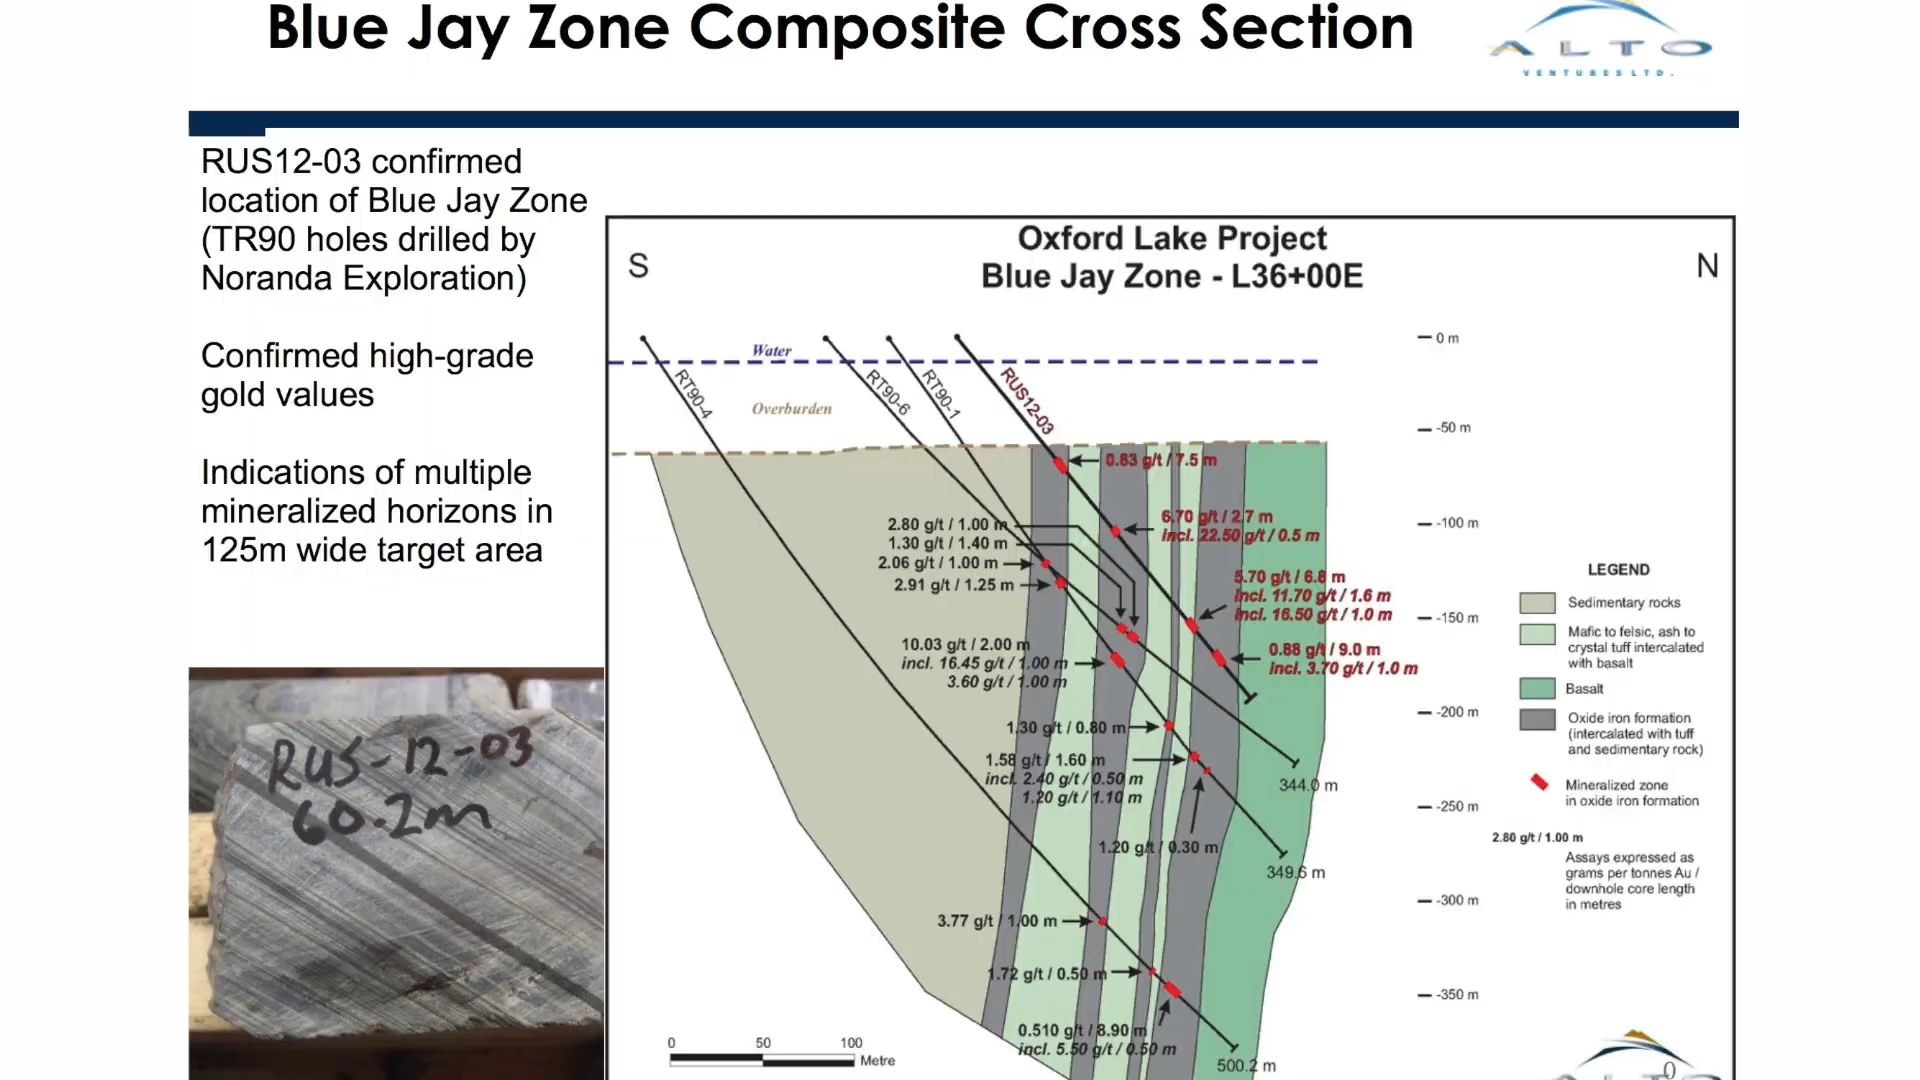 Blue Jay Zone Composite Cross Section
ALTO
VENTURES LTD.
RUS12-03 confirmed
location of Blue Jay Zone
(TR90 holes drilled by
Noranda Exploration)
Confirmed high-grade
gold values
Indications of multiple
mineralized horizons in
125m wide target area
RUS-12-03
60.2m
Oxford Lake Project
Blue Jay Zone - L36+00E
S
N
Water
Overburden
RT90-4
RT90-6
RT90-1
RUS12-03
0 m
-50 m
-100 m
-150 m
-200 m
-250 m
-300 m
-350 m
0.83 g/t / 7.5 m
6.70 g/t / 2.7 m
incl. 22.50 g/t / 0.5 m
5.70 g/t / 6.8 m
incl. 11.70 g/t / 1.6 m
incl. 16.50 g/t / 1.0 m
0.88 g/t / 9.0 m
incl. 3.70 g/t / 1.0 m
2.80 g/t / 1.00 m
1.30 g/t / 1.40 m
2.06 g/t / 1.00 m
2.91 g/t / 1.25 m
10.03 g/t / 2.00 m
incl. 16.45 g/t / 1.00 m
3.60 g/t / 1.00 m
1.30 g/t / 0.80 m
1.58 g/t / 1.60 m
incl. 2.40 g/t / 0.50 m
1.20 g/t / 1.10 m
1.20 g/t / 0.30 m
3.77 g/t / 1.00 m
1.72 g/t / 0.50 m
0.510 g/t / 8.90 m
incl. 5.50 g/t / 0.50 m
344.0 m
349.6 m
500.2 m
0 50 100
Metre
LEGEND
Sedimentary rocks
Mafic to felsic, ash to
crystal tuff intercalated
with basalt
Basalt
Oxide iron formation
(intercalated with tuff
and sedimentary rock)
Mineralized zone
in oxide iron formation
2.80 g/t / 1.00 m
Assays expressed as
grams per tonnes Au /
downhole core length
in metres
ALTO
0